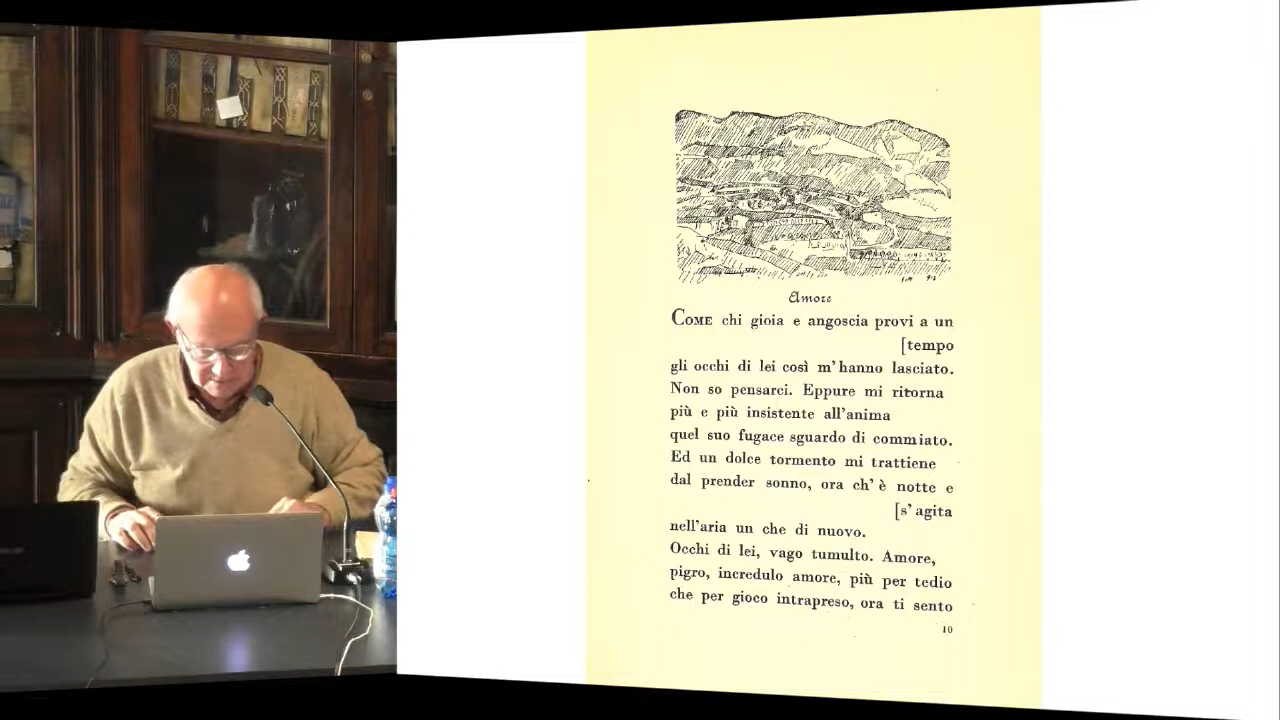 Amore
COME chi gioia e angoscia provi a un
[tempo
gli occhi di lei così m'hanno lasciato.
Non so pensarci. Eppure mi ritorna
più e più insistente all'anima
quel suo fugace sguardo di commiato.
Ed un dolce tormento mi trattiene
dal prender sonno, ora ch'è notte e
[s'agita
nell'aria un che di nuovo.
Occhi di lei, vago tumulto. Amore,
pigro, incredulo amore, più per tedio
che per gioco intrapreso, ora ti sento
10